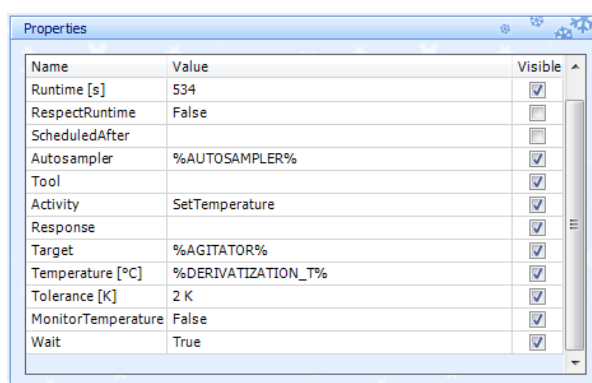 Properties
Name Value Visible
Runtime [s] 534
RespectRuntime False
ScheduledAfter
Autosampler %AUTOSAMPLER%
Tool
Activity SetTemperature
Response
Target %AGITATOR%
Temperature [°C] %DERIVATIZATION_T%
Tolerance [K] 2 K
MonitorTemperature False
Wait True